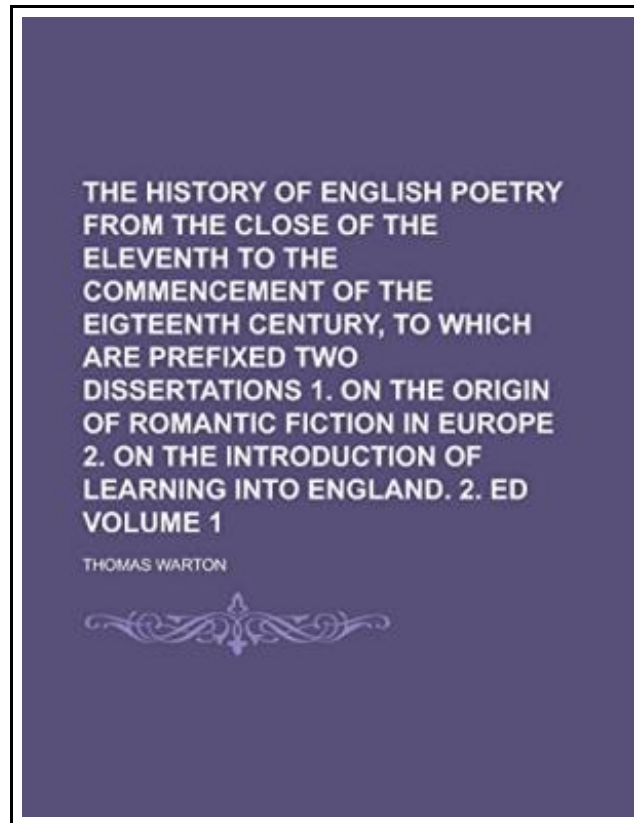 THE HISTORY OF ENGLISH POETRY
FROM THE CLOSE OF THE
ELEVENTH TO THE
COMMENCEMENT OF THE
EIGTEENTH CENTURY, TO WHICH
ARE PREFIXED TWO
DISSERTATIONS 1. ON THE ORIGIN
OF ROMANTIC FICTION IN EUROPE
2. ON THE INTRODUCTION OF
LEARNING INTO ENGLAND. 2. ED
VOLUME 1
THOMAS WARTON